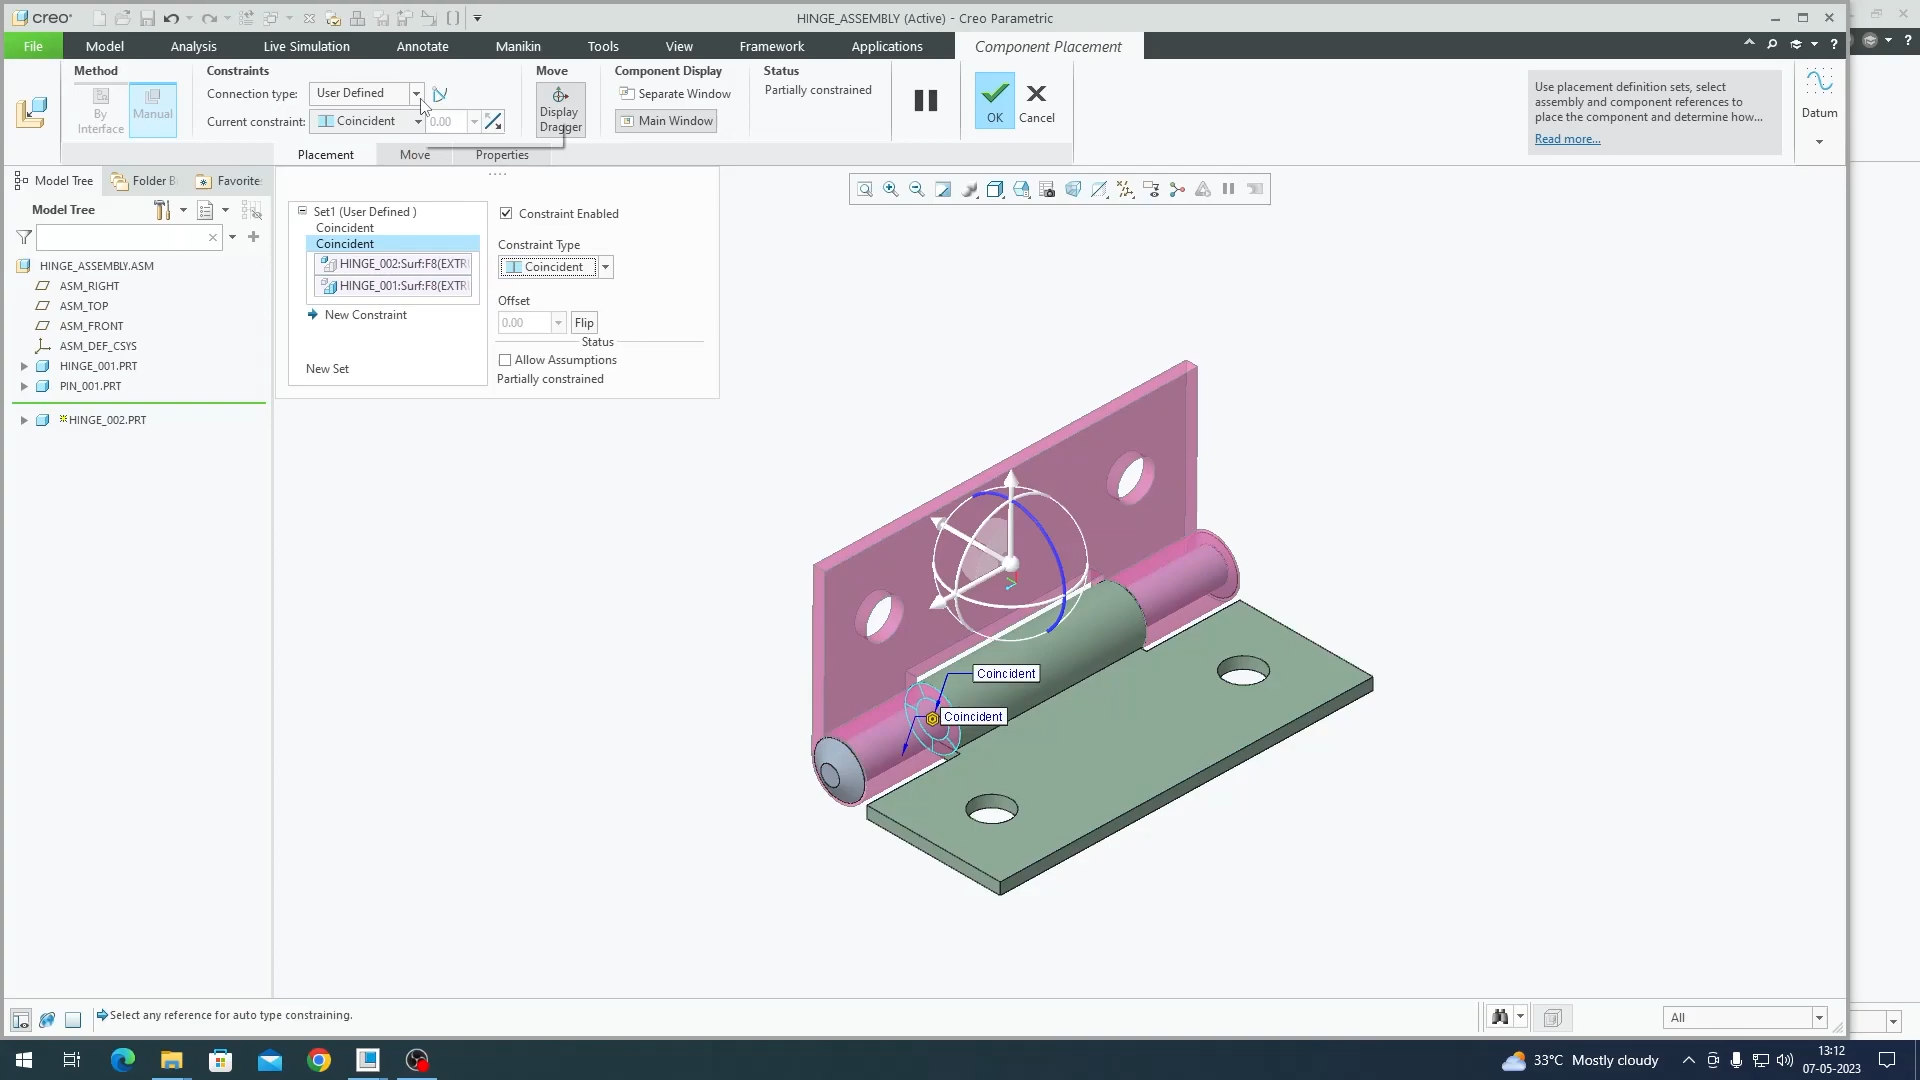 creo®
HINGE_ASSEMBLY (Active) - Creo Parametric
File
Model
Analysis
Live Simulation
Annotate
Manikin
Tools
View
Framework
Applications
Component Placement
Method
By Interface
Manual
Constraints
Connection type:
User Defined
Current constraint:
Coincident
0.00
Move
Display
Dragger
Component Display
Separate Window
Main Window
Status
Partially constrained
OK
Cancel
Use placement definition sets, select
assembly and component references to
place the component and determine how...
Read more...
Datum
Placement
Move
Properties
Model Tree
Folder B
Favorite
Model Tree
HINGE_ASSEMBLY.ASM
ASM_RIGHT
ASM_TOP
ASM_FRONT
ASM_DEF_CSYS
HINGE_001.PRT
PIN_001.PRT
HINGE_002.PRT
Set1 (User Defined )
Coincident
Coincident
HINGE_002:Surf:F8(EXTR
HINGE_001:Surf:F8(EXTR
New Constraint
New Set
Constraint Enabled
Constraint Type
Coincident
Offset
0.00
Flip
Status
Allow Assumptions
Partially constrained
Coincident
Coincident
Select any reference for auto type constraining.
All
33°C Mostly cloudy
13:12
07-05-2023